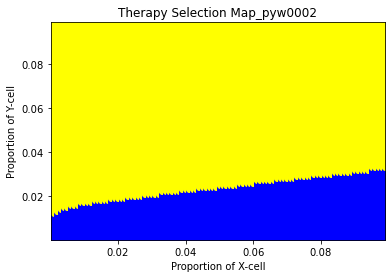 Therapy Selection Map_pyw0002
Proportion of Y-cell
0.08
0.06
0.04
0.02
0.02 0.04 0.06 0.08
Proportion of X-cell